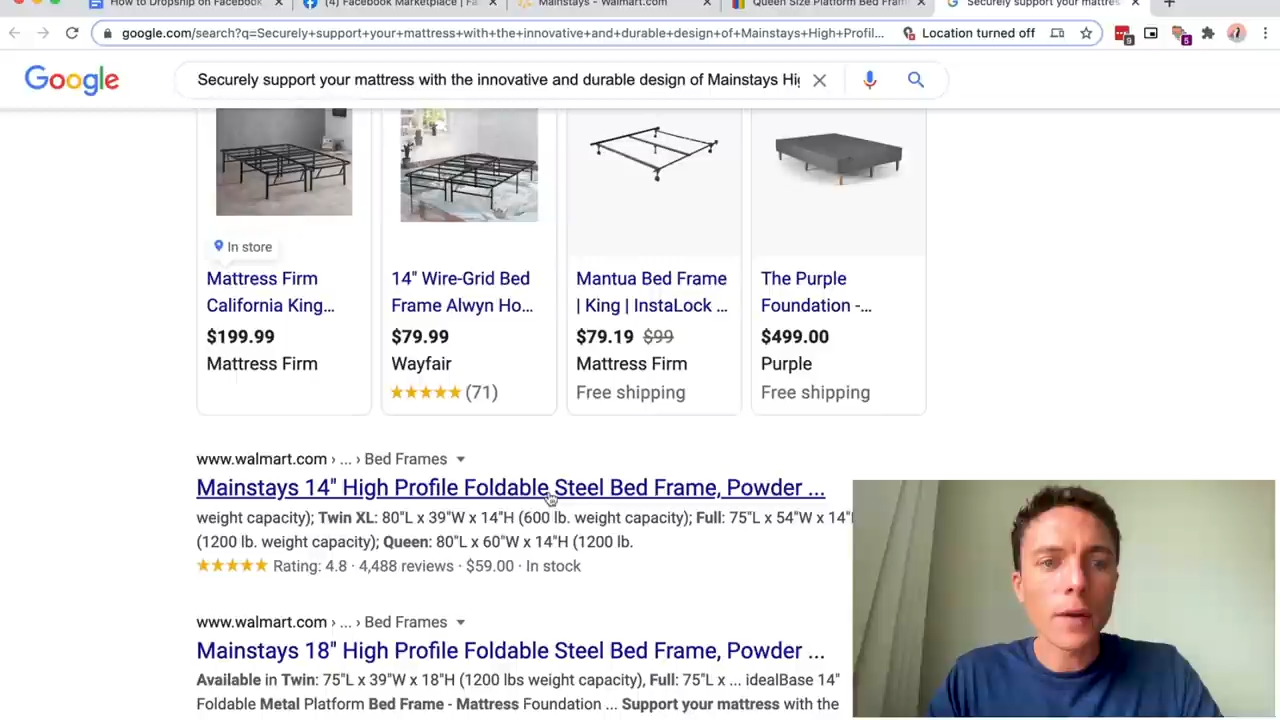 How to Dropship on Facebook
(4) Facebook Marketplace | Fa
Mainstays - Walmart.com
Queen Size Platform Bed Fram
Securely support your mattres
google.com/search?q=Securely+support+your+mattress+with+the+innovative+and+durable+design+of+Mainstays+High+Profil...
Location turned off
9
5
Google
Securely support your mattress with the innovative and durable design of Mainstays Hig
In store
Mattress Firm
California King...
$199.99
Mattress Firm
14" Wire-Grid Bed
Frame Alwyn Ho...
$79.99
Wayfair
(71)
Mantua Bed Frame
| King | InstaLock ...
$79.19 $99
Mattress Firm
Free shipping
The Purple
Foundation -...
$499.00
Purple
Free shipping
www.walmart.com › ... › Bed Frames
Mainstays 14" High Profile Foldable Steel Bed Frame, Powder ...
weight capacity); Twin XL: 80"L x 39"W x 14"H (600 lb. weight capacity); Full: 75"L x 54"W x 14"H
(1200 lb. weight capacity); Queen: 80"L x 60"W x 14"H (1200 lb.
Rating: 4.8 · 4,488 reviews · $59.00 · In stock
www.walmart.com › ... › Bed Frames
Mainstays 18" High Profile Foldable Steel Bed Frame, Powder ...
Available in Twin: 75"L x 39"W x 18"H (1200 lbs weight capacity), Full: 75"L x ... idealBase 14"
Foldable Metal Platform Bed Frame - Mattress Foundation ... Support your mattress with the